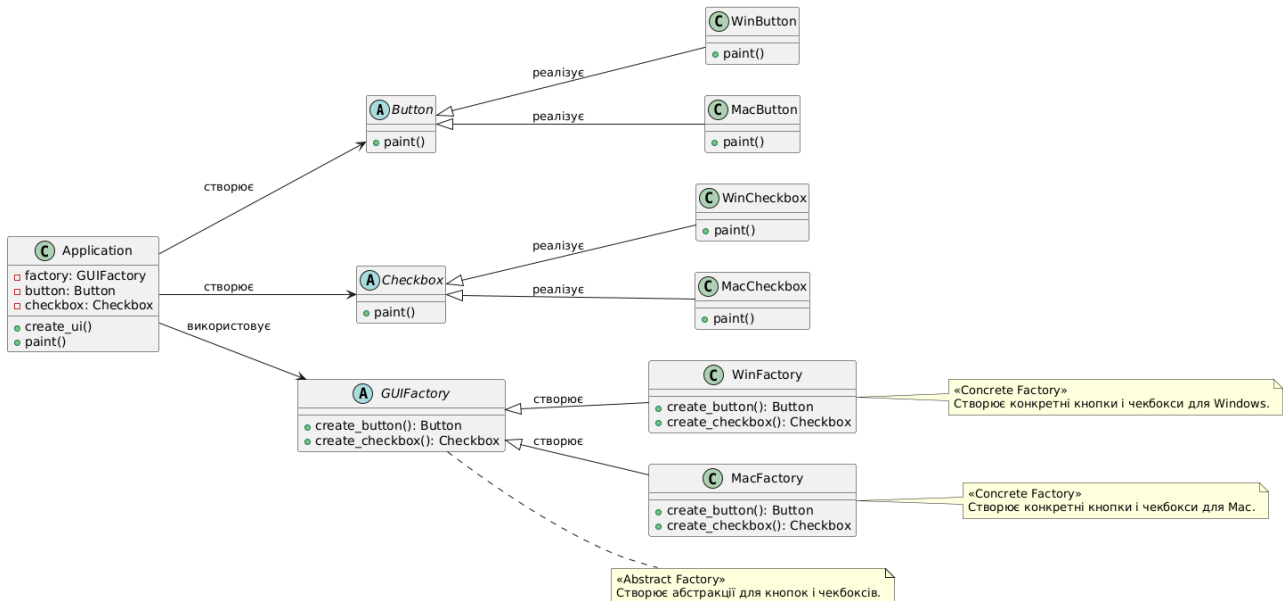 C WinButton
paint()
реалізує
A Button
paint()
C MacButton
реалізує
paint()
створює
C WinCheckbox
paint()
реалізує
C Application
factory: GUIFactory
button: Button
checkbox: Checkbox
create_ui()
paint()
створює
A Checkbox
paint()
C MacCheckbox
реалізує
paint()
використовує
A GUIFactory
create_button(): Button
create_checkbox(): Checkbox
створює
C WinFactory
create_button(): Button
create_checkbox(): Checkbox
«Concrete Factory»
Створює конкретні кнопки і чекбокси для Windows.
створює
C MacFactory
create_button(): Button
create_checkbox(): Checkbox
«Concrete Factory»
Створює конкретні кнопки і чекбокси для Mac.
«Abstract Factory»
Створює абстракції для кнопок і чекбоксів.